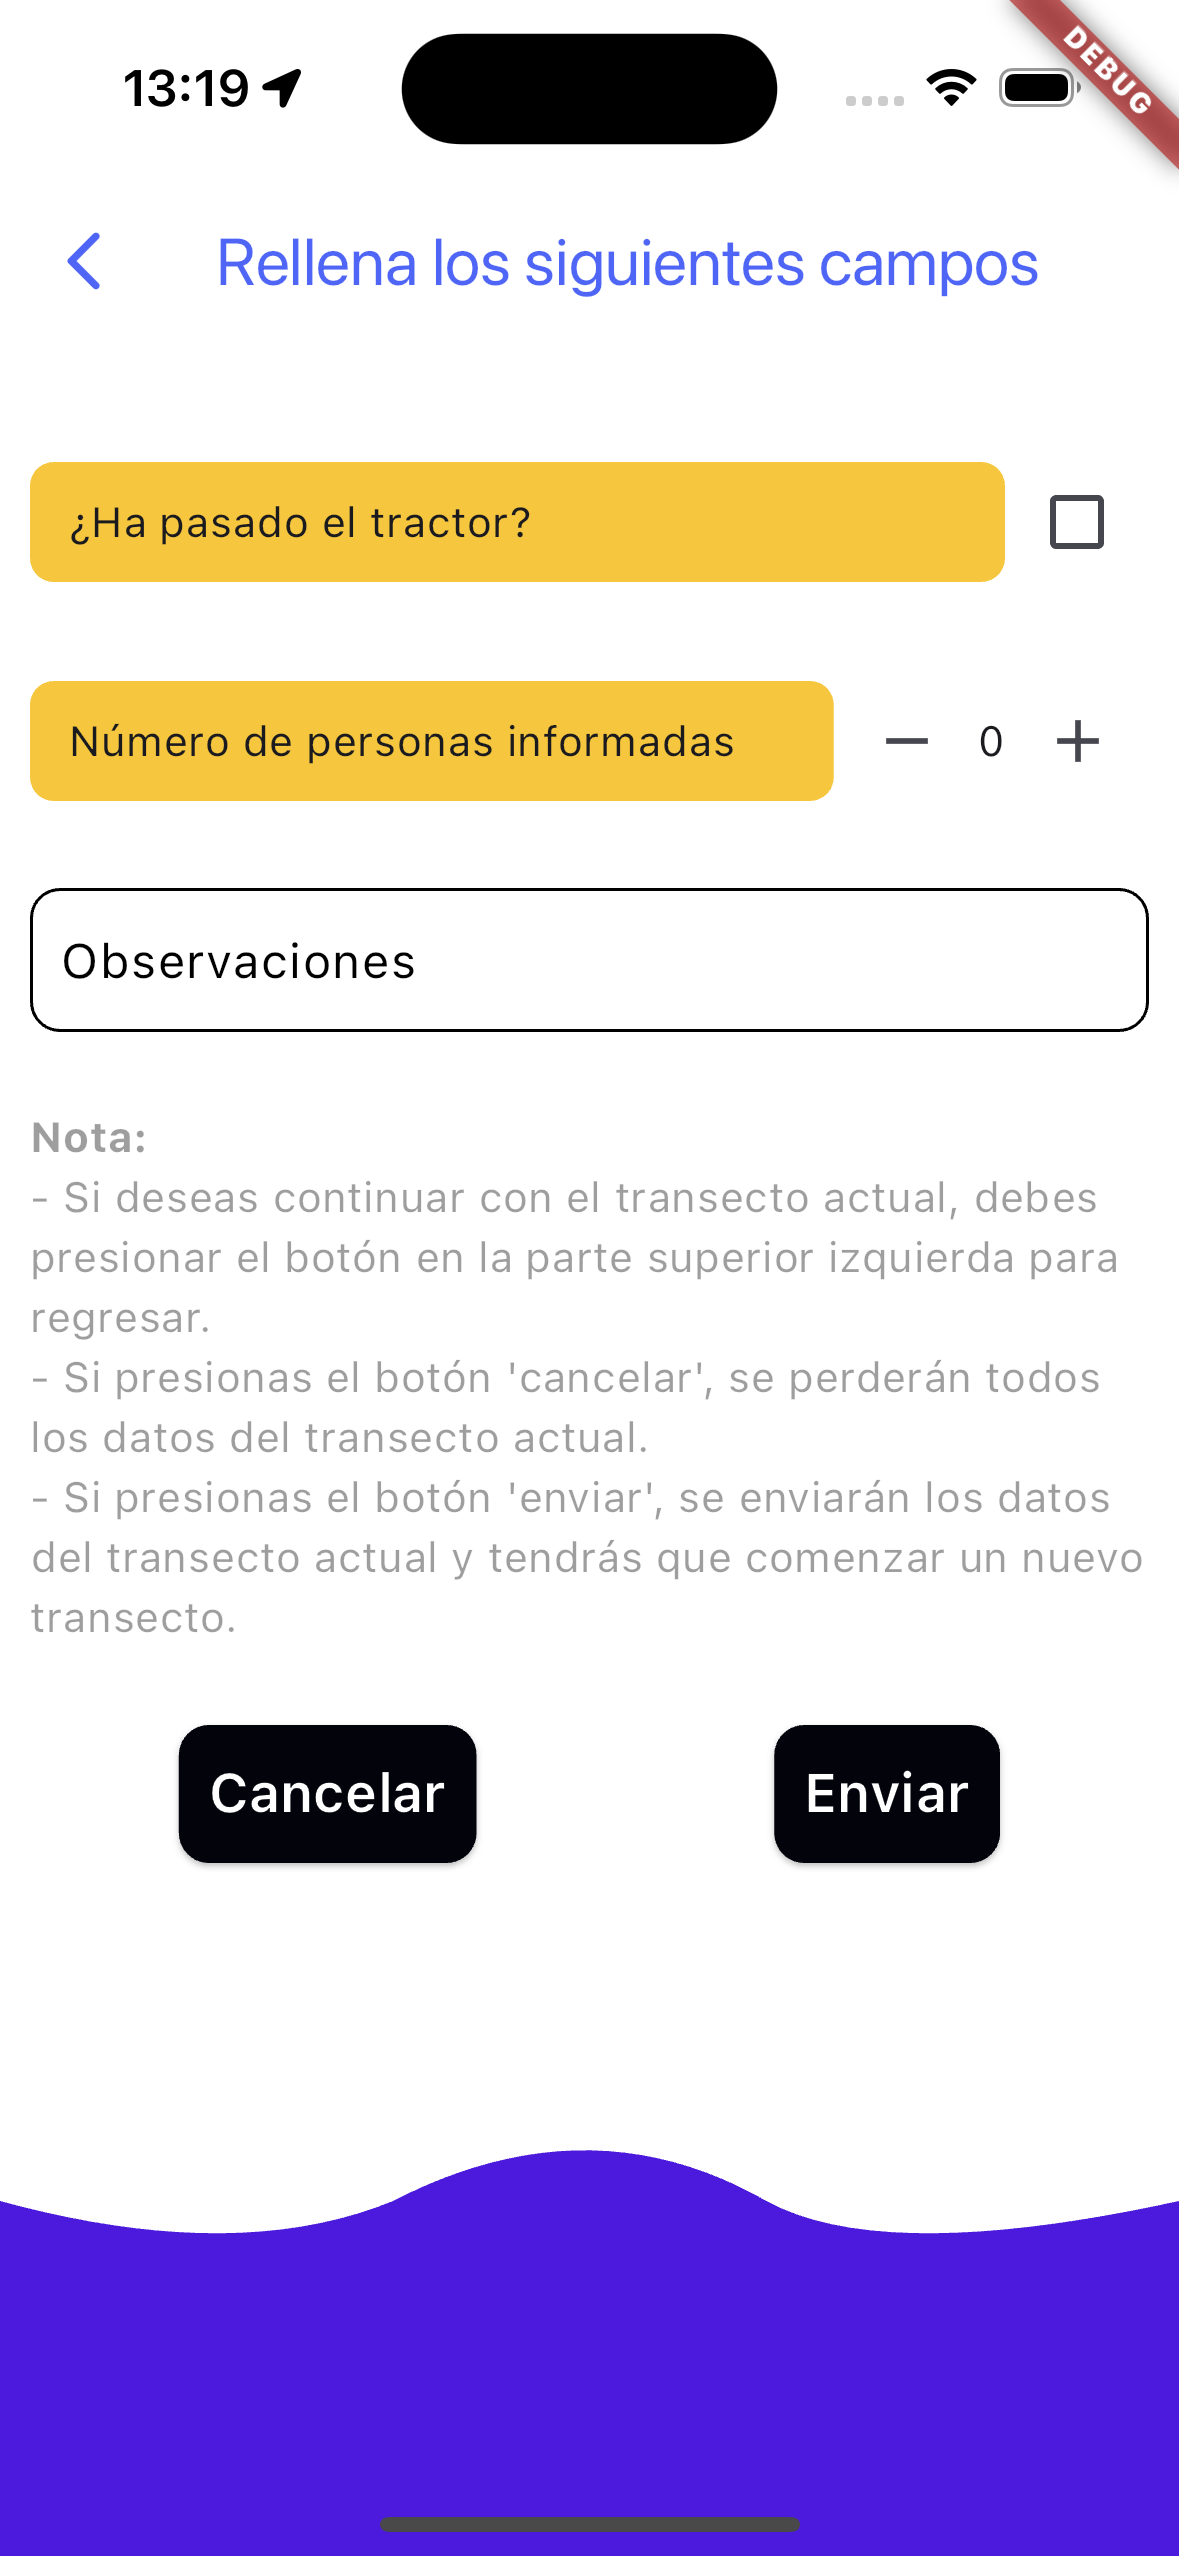 13:19
DEBUG
Rellena los siguientes campos
¿Ha pasado el tractor?
Número de personas informadas
0
Observaciones
Nota:
- Si deseas continuar con el transecto actual, debes
presionar el botón en la parte superior izquierda para
regresar.
- Si presionas el botón 'cancelar', se perderán todos
los datos del transecto actual.
- Si presionas el botón 'enviar', se enviarán los datos
del transecto actual y tendrás que comenzar un nuevo
transecto.
Cancelar
Enviar